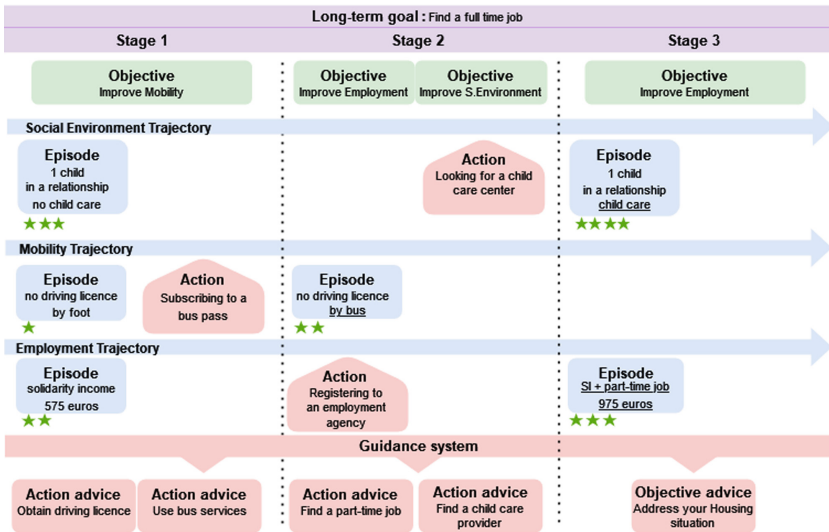 Long-term goal : Find a full time job
Stage 1
Stage 2
Stage 3
Objective
Improve Mobility
Objective
Improve Employment
Objective
Improve S.Environment
Objective
Improve Employment
Social Environment Trajectory
Episode
1 child
in a relationship
no child care
Action
Looking for a child
care center
Episode
1 child
in a relationship
child care
Mobility Trajectory
Episode
no driving licence
by foot
Action
Subscribing to a
bus pass
Episode
no driving licence
by bus
Employment Trajectory
Episode
solidarity income
575 euros
Action
Registering to
an employment
agency
Episode
SI + part-time job
975 euros
Guidance system
Action advice
Obtain driving licence
Action advice
Use bus services
Action advice
Find a part-time job
Action advice
Find a child care
provider
Objective advice
Address your Housing
situation